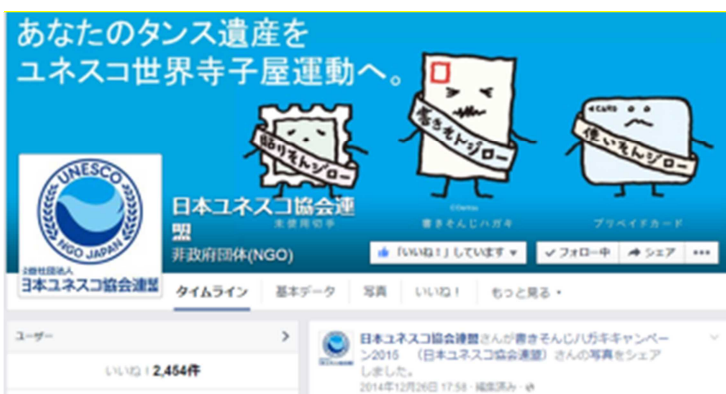 あなたのタンス遺産を
ユネスコ世界寺子屋運動へ。
貼りそんジロー
書きそんジロー
使いそんジロー
未使用切手
書きそんじハガキ
プリペイドカード
UNESCO
NGO JAPAN
日本ユネスコ協会連盟
日本ユネスコ協会連
盟
非政府団体(NGO)
「いいね！」しています
フォロー中
シェア
タイムライン
基本データ
写真
いいね！
もっと見る
ユーザー
いいね！2,454件
日本ユネスコ協会連盟さんが書きそんじハガキキャンペー
ン2015 (日本ユネスコ協会連盟) さんの写真をシェア
しました。
2014年12月26日 17:58 · 編集済み ·